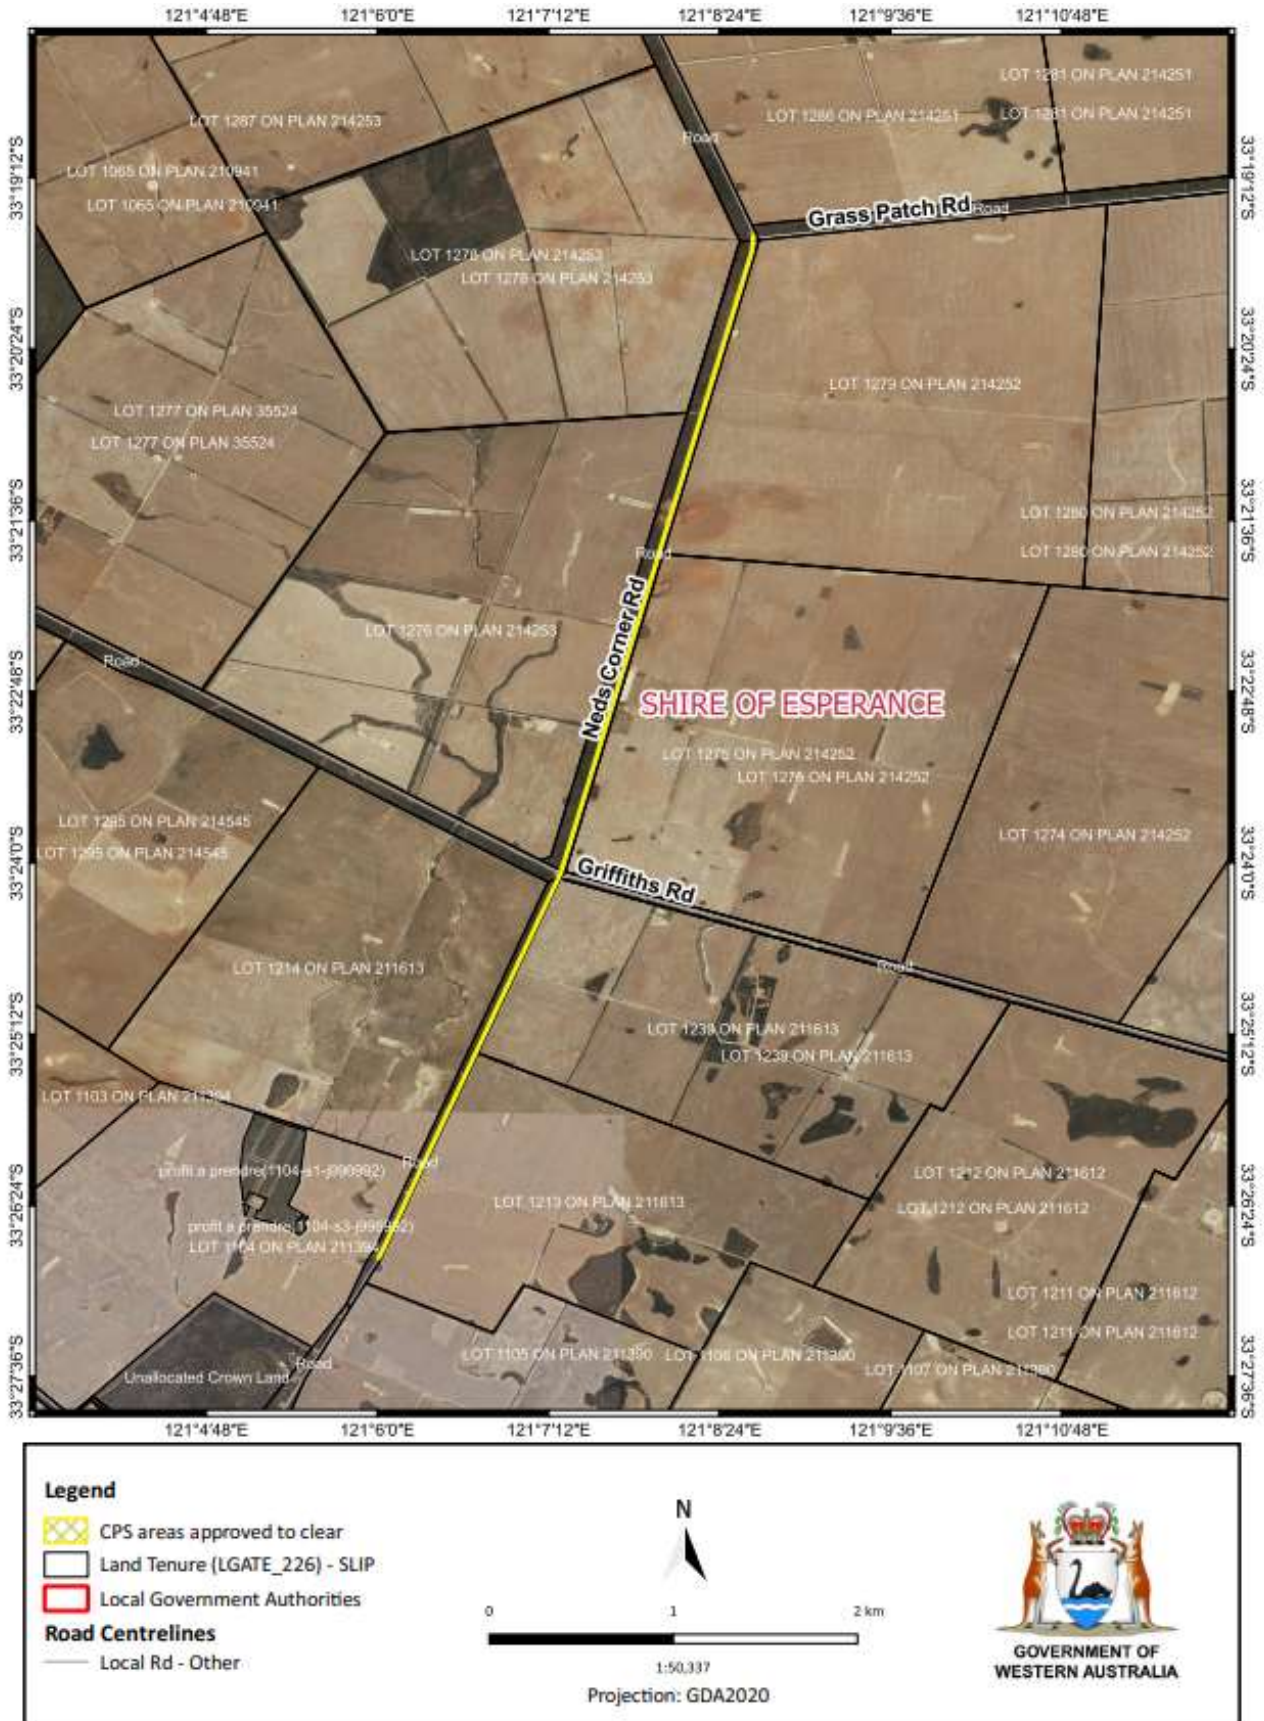 121°4'48"E 121°6'0"E 121°7'12"E 121°8'24"E 121°9'36"E 121°10'48"E
LOT 1281 ON PLAN 214251
LOT 1287 ON PLAN 214253
LOT 1286 ON PLAN 214251
LOT 1281 ON PLAN 214251
Road
33°19'12"S
33°19'12"S
LOT 1065 ON PLAN 210941
LOT 1065 ON PLAN 210941
Grass Patch Rd
Road
LOT 1278 ON PLAN 214253
LOT 1278 ON PLAN 214253
33°20'24"S
33°20'24"S
LOT 1279 ON PLAN 214252
LOT 1277 ON PLAN 35524
LOT 1277 ON PLAN 35524
33°21'36"S
33°21'36"S
LOT 1280 ON PLAN 214252
LOT 1280 ON PLAN 214252
Road
Neds Corner Rd
LOT 1276 ON PLAN 214253
Road
33°22'48"S
33°22'48"S
SHIRE OF ESPERANCE
LOT 1275 ON PLAN 214252
LOT 1276 ON PLAN 214252
LOT 1295 ON PLAN 214545
LOT 1295 ON PLAN 214545
LOT 1274 ON PLAN 214252
33°24'0"S
33°24'0"S
Griffiths Rd
LOT 1214 ON PLAN 211613
Road
33°25'12"S
33°25'12"S
LOT 1239 ON PLAN 211613
LOT 1239 ON PLAN 211613
LOT 1103 ON PLAN 211394
Road
profit a prendre(1104-s1-j990992)
LOT 1212 ON PLAN 211612
33°26'24"S
33°26'24"S
LOT 1213 ON PLAN 211613
LOT 1212 ON PLAN 211612
profit a prendre
LOT 1104 ON PLAN 211394
LOT 1211 ON PLAN 211612
LOT 1211 ON PLAN 211612
LOT 1105 ON PLAN 211390
LOT 1106 ON PLAN 211390
LOT 1107 ON PLAN 211390
Road
Unallocated Crown Land
33°27'36"S
33°27'36"S
121°4'48"E 121°6'0"E 121°7'12"E 121°8'24"E 121°9'36"E 121°10'48"E
Legend
CPS areas approved to clear
Land Tenure (LGATE_226) - SLIP
Local Government Authorities
Road Centrelines
Local Rd - Other
N
0 1 2 km
1:50,337
Projection: GDA2020
GOVERNMENT OF
WESTERN AUSTRALIA